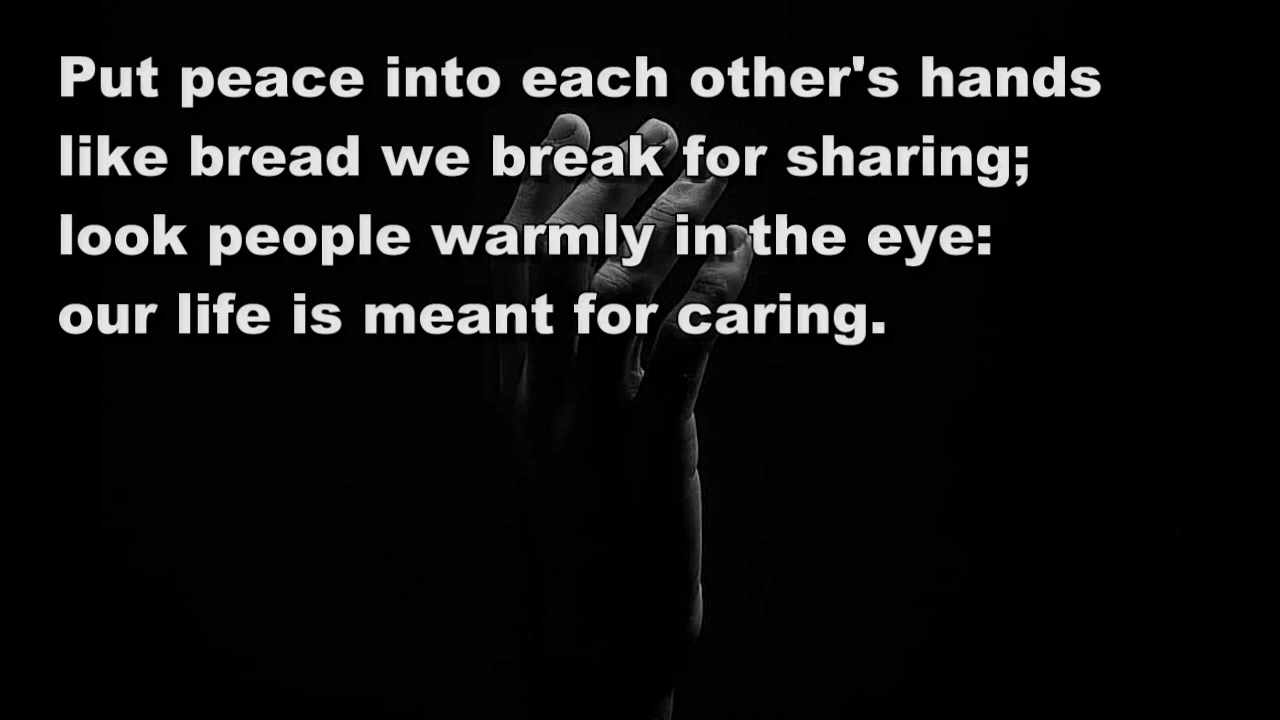 Put peace into each other's hands
like bread we break for sharing;
look people warmly in the eye:
our life is meant for caring.